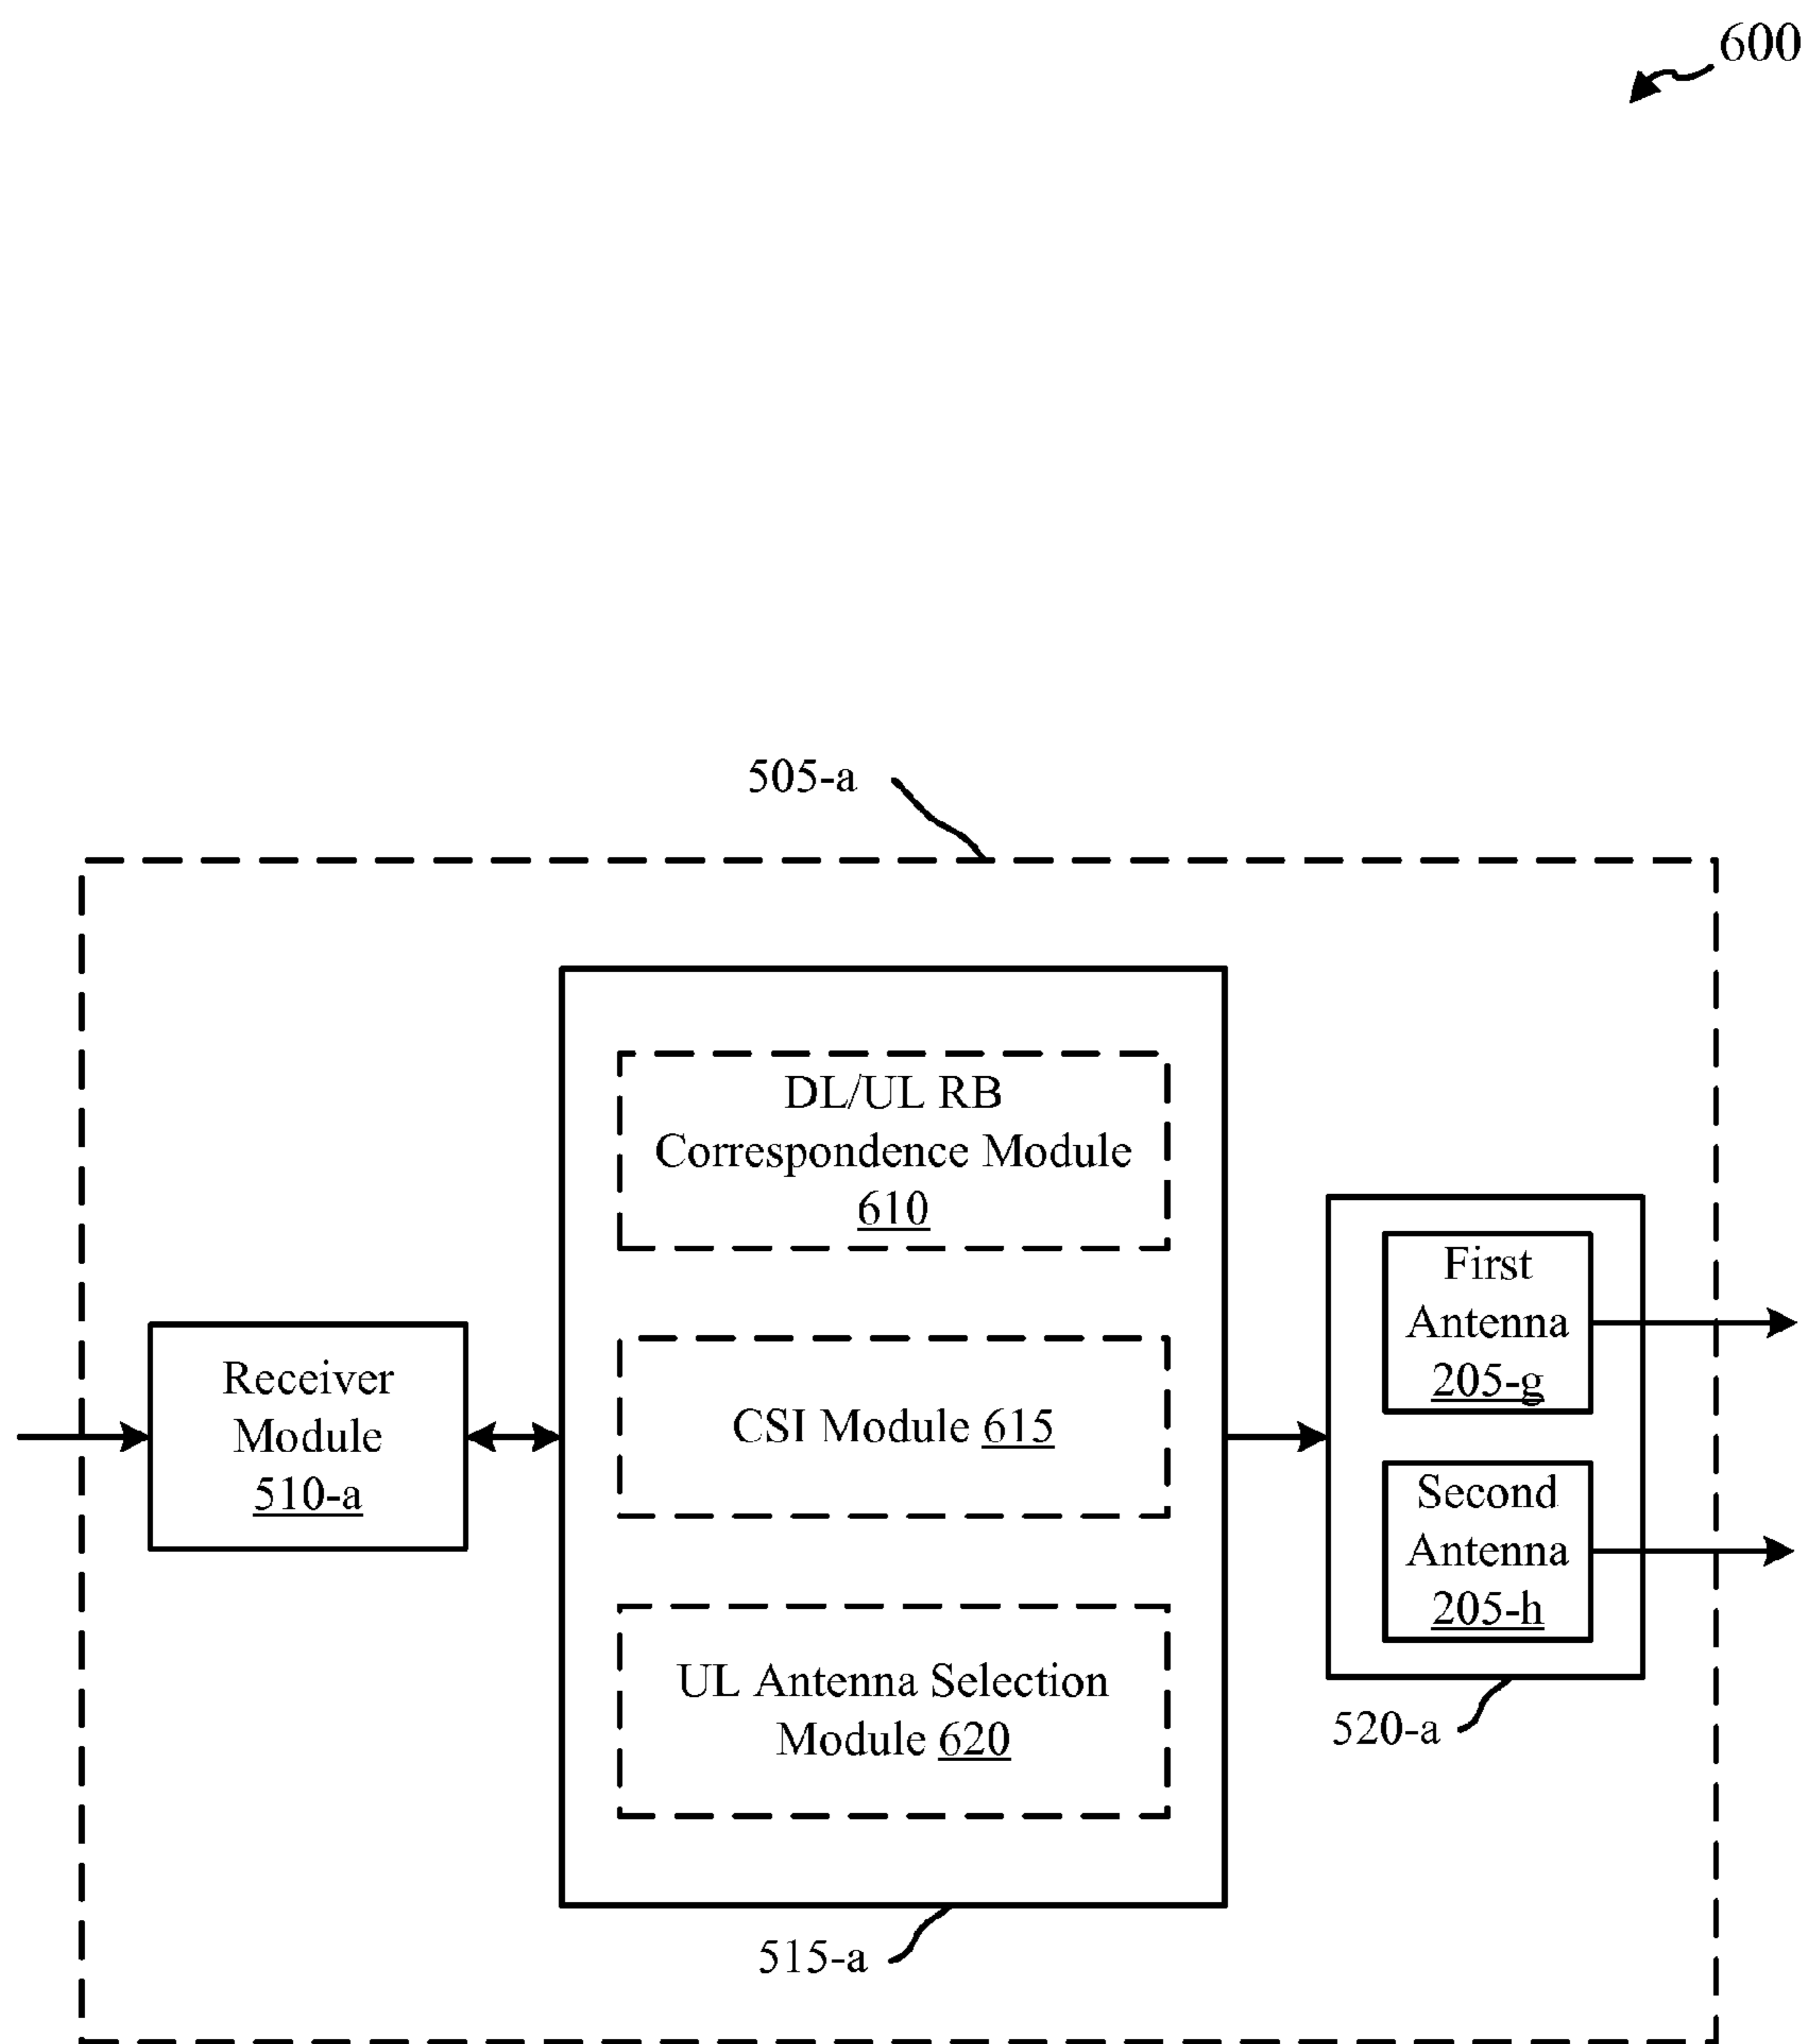 600
505-a
DL/UL RB
Correspondence Module
610
First
Antenna
205-g
Receiver
Module
510-a
CSI Module 615
Second
Antenna
205-h
UL Antenna Selection
Module 620
520-a
515-a